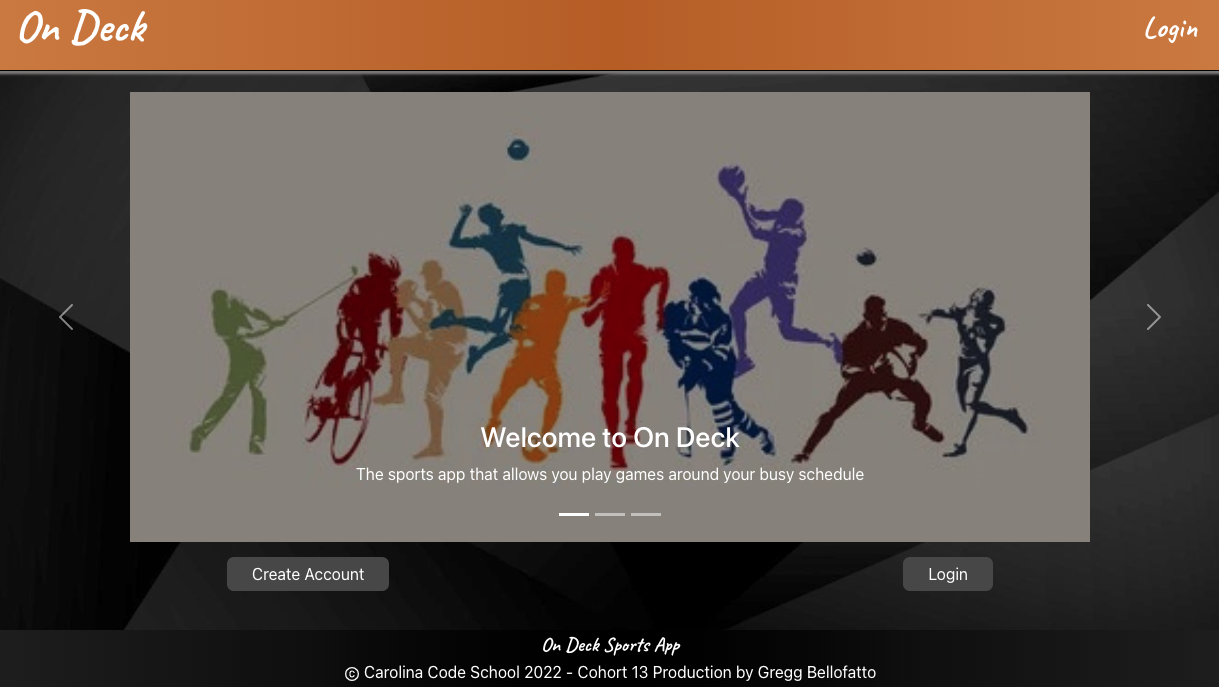 On Deck
Login
Welcome to On Deck
The sports app that allows you play games around your busy schedule
Create Account
Login
On Deck Sports App
© Carolina Code School 2022 - Cohort 13 Production by Gregg Bellofatto